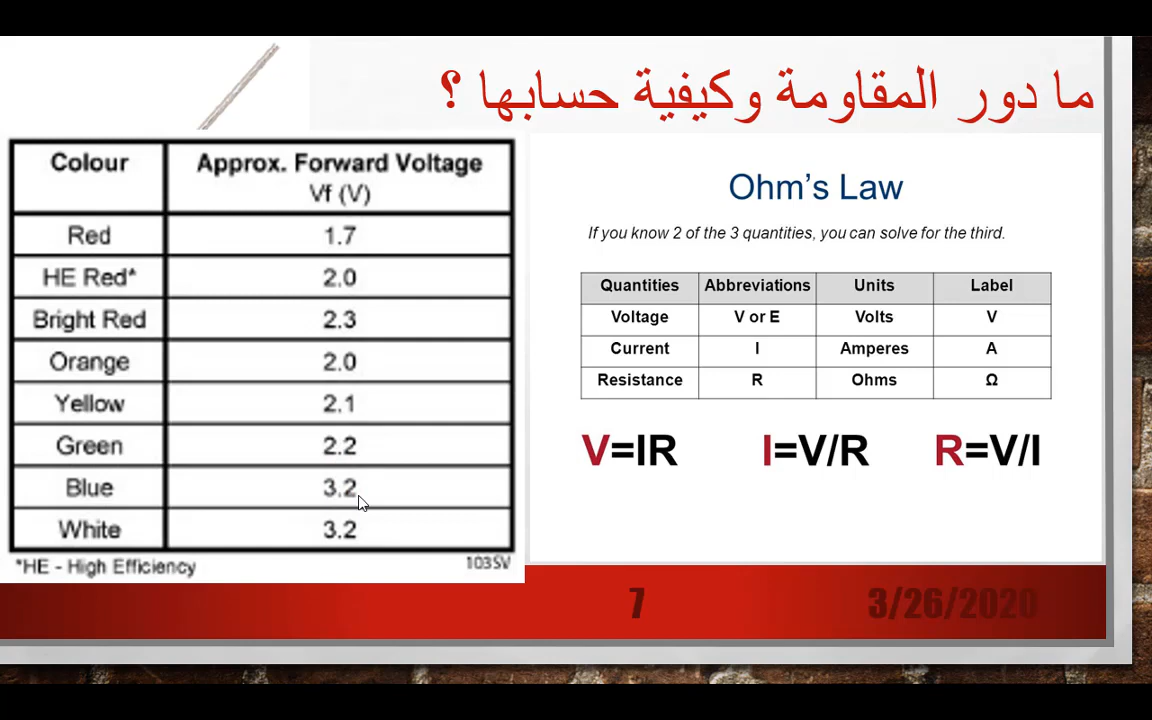 ما دور المقاومة وكيفية حسابها ؟
Colour Approx. Forward Voltage Vf (V)
Red 1.7
HE Red* 2.0
Bright Red 2.3
Orange 2.0
Yellow 2.1
Green 2.2
Blue 3.2
White 3.2
*HE - High Efficiency 103SV
Ohm's Law
If you know 2 of the 3 quantities, you can solve for the third.
Quantities Abbreviations Units Label
Voltage V or E Volts V
Current I Amperes A
Resistance R Ohms Ω
V=IR I=V/R R=V/I
7 3/26/2020